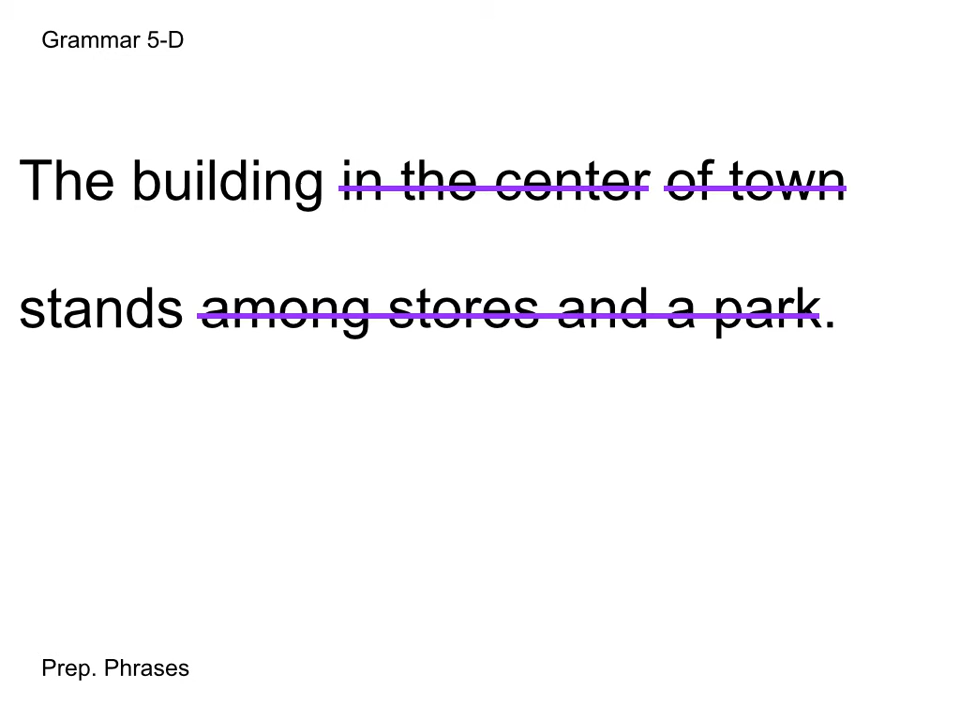 Grammar 5-D
The building in the center of town
stands among stores and a park.
Prep. Phrases